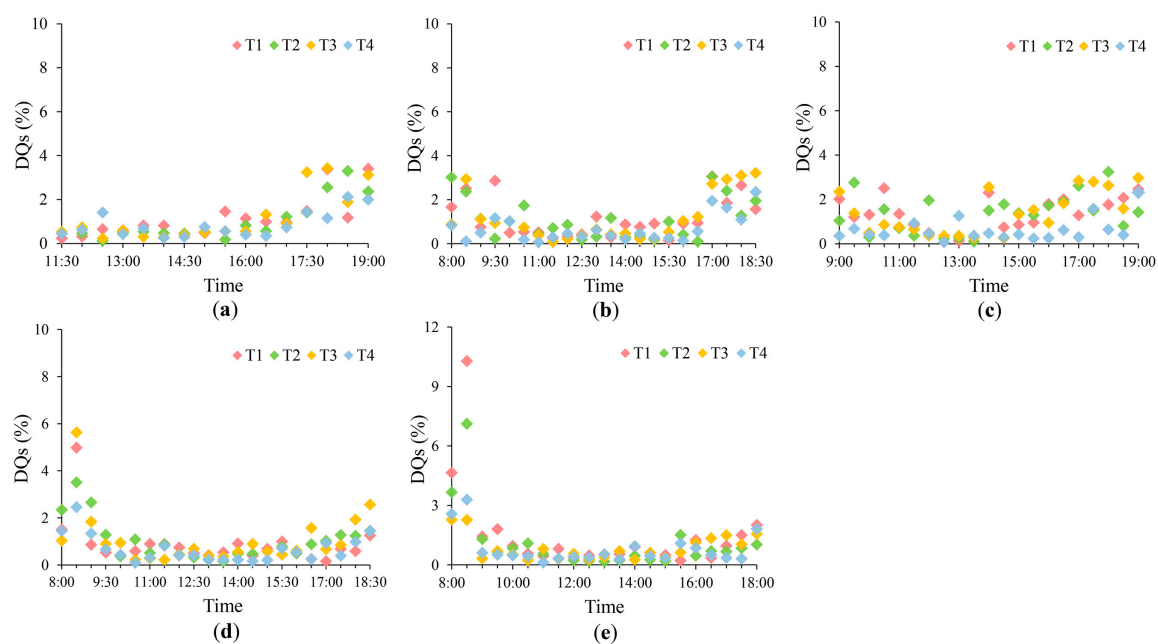 10
8
6
4
2
0
DQs (%)
T1 T2 T3 T4
11:30 13:00 14:30 16:00 17:30 19:00
Time
(a)
10
8
6
4
2
0
DQs (%)
T1 T2 T3 T4
8:00 9:30 11:00 12:30 14:00 15:30 17:00 18:30
Time
(b)
10
8
6
4
2
0
DQs (%)
T1 T2 T3 T4
9:00 11:00 13:00 15:00 17:00 19:00
Time
(c)
10
8
6
4
2
0
DQs (%)
T1 T2 T3 T4
8:00 9:30 11:00 12:30 14:00 15:30 17:00 18:30
Time
(d)
12
9
6
3
0
DQs (%)
T1 T2 T3 T4
8:00 10:00 12:00 14:00 16:00 18:00
Time
(e)